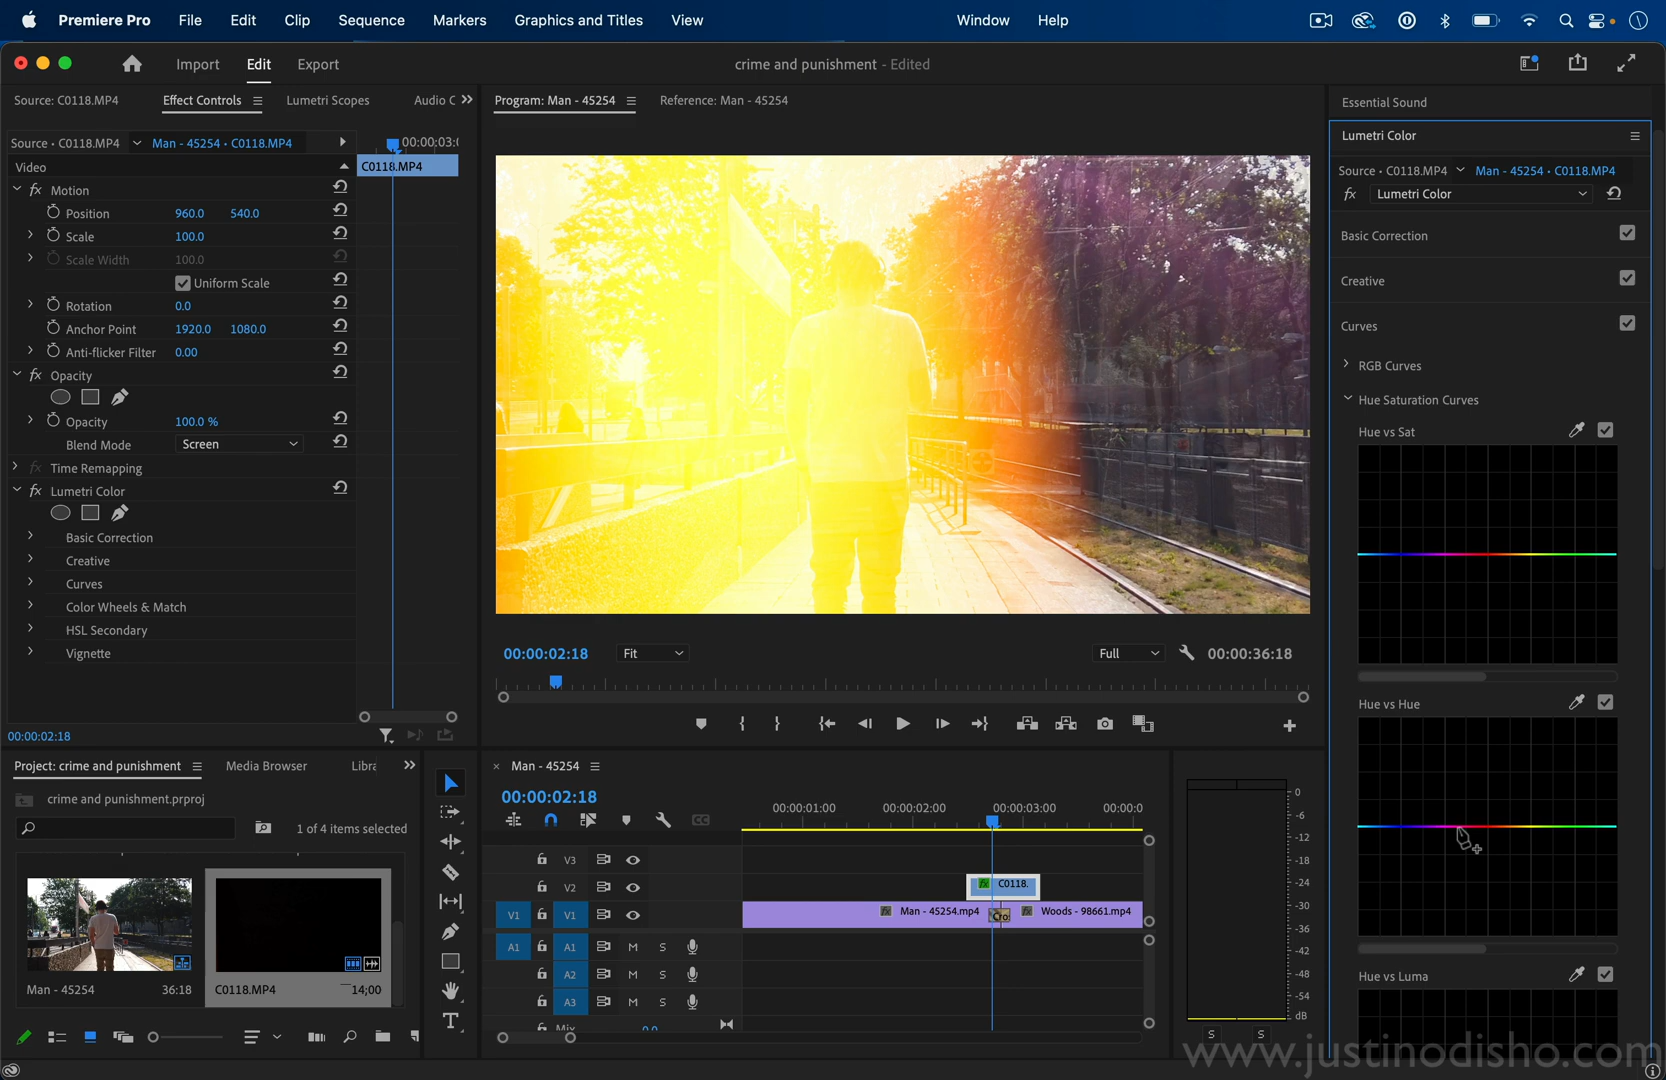 Premiere Pro File Edit Clip Sequence Markers Graphics and Titles View Window Help
Import Edit Export crime and punishment - Edited
Source: C0118.MP4 Effect Controls Lumetri Scopes Audio C
Source • C0118.MP4 Man - 45254 • C0118.MP4 00:00:03:0
Video C0118.MP4
fx Motion
Position 960.0 540.0
Scale 100.0
Scale Width 100.0
Uniform Scale
Rotation 0.0
Anchor Point 1920.0 1080.0
Anti-flicker Filter 0.00
fx Opacity
Opacity 100.0 %
Blend Mode Screen
fx Time Remapping
fx Lumetri Color
Basic Correction
Creative
Curves
Color Wheels & Match
HSL Secondary
Vignette
00:00:02:18
Program: Man - 45254 Reference: Man - 45254
00:00:02:18 Fit Full 00:00:36:18
Essential Sound
Lumetri Color
Source • C0118.MP4 Man - 45254 • C0118.MP4
fx Lumetri Color
Basic Correction
Creative
Curves
RGB Curves
Hue Saturation Curves
Hue vs Sat
Hue vs Hue
Hue vs Luma
Project: crime and punishment Media Browser Libra
crime and punishment.prproj
1 of 4 items selected
Man - 45254 36:18 C0118.MP4 14;00
× Man - 45254
00:00:02:18
00:00:01:00 00:00:02:00 00:00:03:00 00:00:0
CC
V3
V2 fx C0118.
V1 V1 fx Man - 45254.mp4 Cro fx Woods - 98661.mp4
A1 A1 M S
A2 M S
A3 M S
Mix 0.0
0
-6
-12
-18
-24
-30
-36
-42
-48
-54
dB
S S
www.justinodisho.com